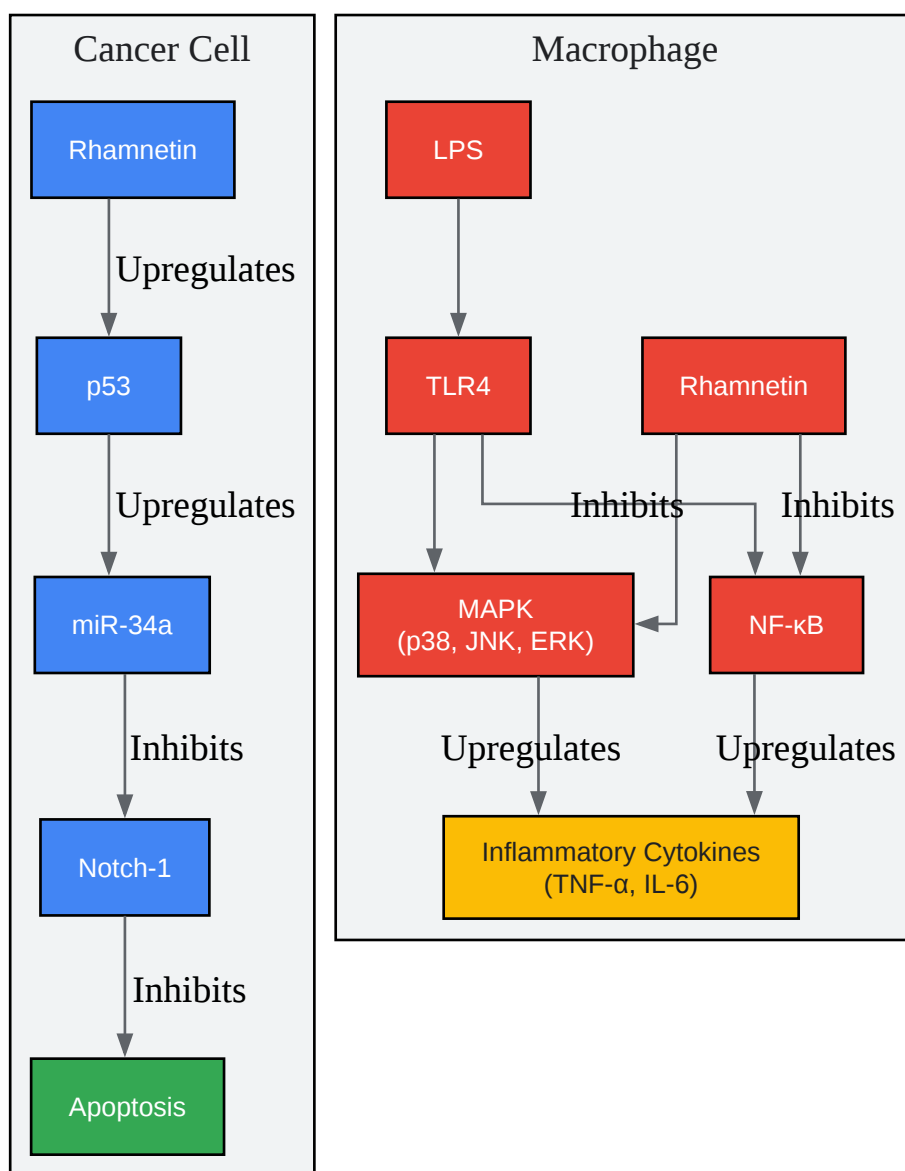 Cancer Cell
Rhamnetin
Upregulates
p53
Upregulates
miR-34a
Inhibits
Notch-1
Inhibits
Apoptosis
Macrophage
LPS
TLR4
Rhamnetin
Inhibits
Inhibits
MAPK
(p38, JNK, ERK)
NF-κB
Upregulates
Upregulates
Inflammatory Cytokines
(TNF-α, IL-6)